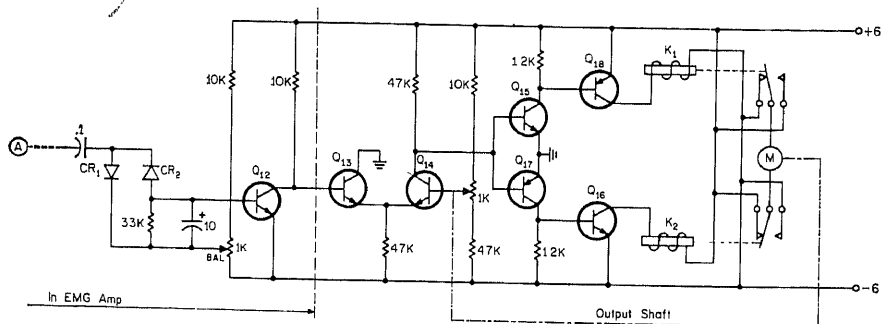 +6
10K
10K
47K
10K
12K
Q18
K1
Q15
.1
A
CR1
CR2
Q12
Q13
Q14
Q17
M
Q16
1K
33K
+
10
1K
BAL
47K
47K
12K
K2
-6
In EMG Amp
Output Shaft